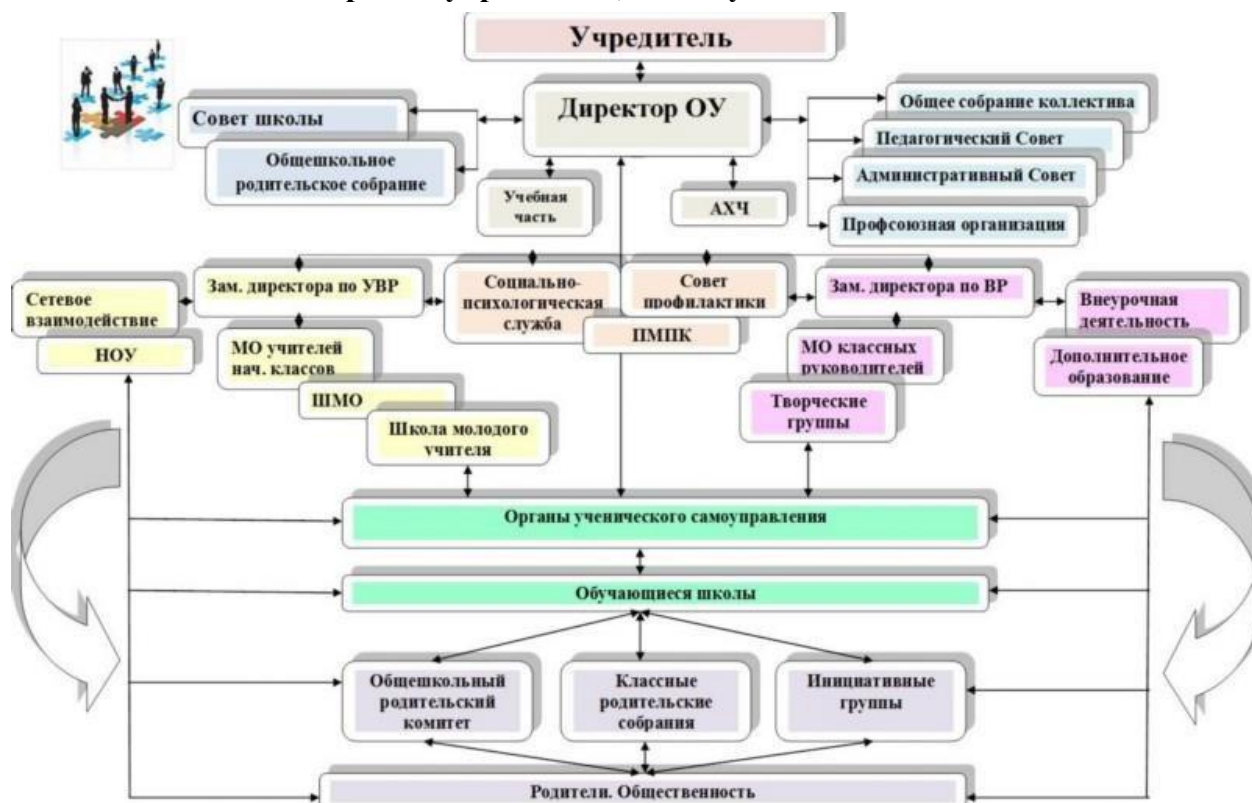 Учредитель
Директор ОУ
Совет школы
Общешкольное
родительское собрание
Общее собрание коллектива
Педагогический Совет
Административный Совет
Профсоюзная организация
Учебная
часть
АХЧ
Сетевое
взаимодействие
НОУ
Зам. директора по УВР
МО учителей
нач. классов
ШМО
Школа молодого
учителя
Социально-
психологическая
служба
Совет
профилактики
ПМПК
Зам. директора по ВР
МО классных
руководителей
Творческие
группы
Внеурочная
деятельность
Дополнительное
образование
Органы ученического самоуправления
Обучающиеся школы
Общешкольный
родительский
комитет
Классные
родительские
собрания
Инициативные
группы
Родители. Общественность